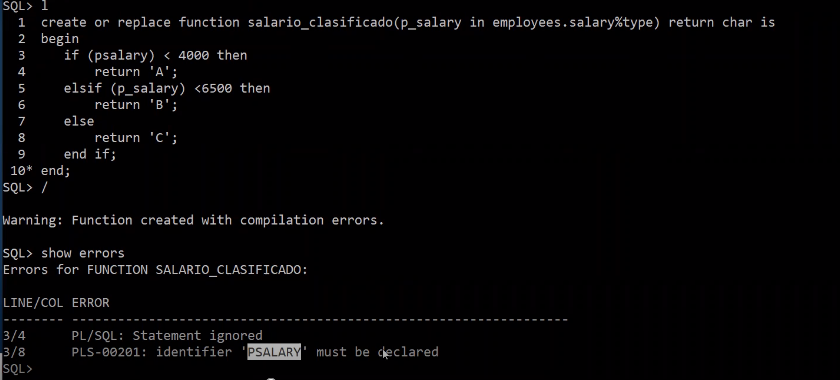 SQL> l
1 create or replace function salario_clasificado(p_salary in employees.salary%type) return char is
2 begin
3 if (psalary) < 4000 then
4 return 'A';
5 elsif (p_salary) <6500 then
6 return 'B';
7 else
8 return 'C';
9 end if;
10* end;
SQL> /
Warning: Function created with compilation errors.
SQL> show errors
Errors for FUNCTION SALARIO_CLASIFICADO:
LINE/COL ERROR
-------- -----------------------------------------------------------------
3/4 PL/SQL: Statement ignored
3/8 PLS-00201: identifier 'PSALARY' must be declared
SQL>